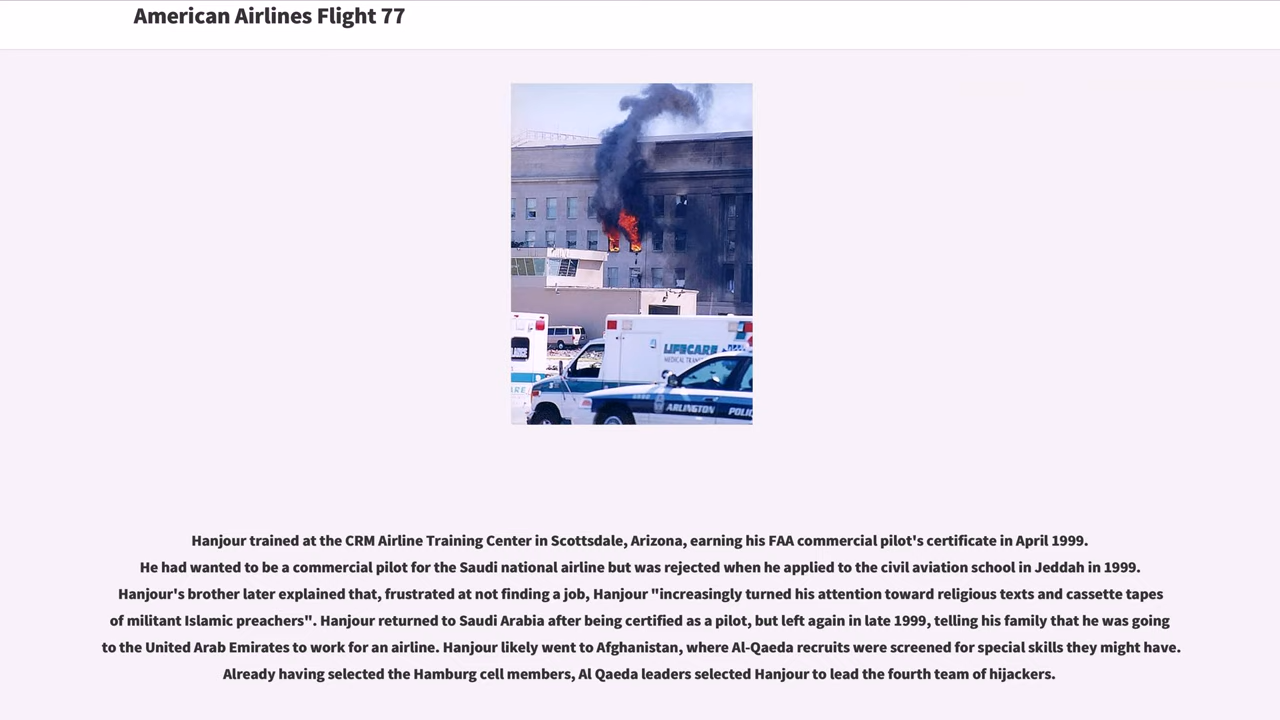 American Airlines Flight 77
LIFECARE
ARLINGTON POLIC
Hanjour trained at the CRM Airline Training Center in Scottsdale, Arizona, earning his FAA commercial pilot's certificate in April 1999.
He had wanted to be a commercial pilot for the Saudi national airline but was rejected when he applied to the civil aviation school in Jeddah in 1999.
Hanjour's brother later explained that, frustrated at not finding a job, Hanjour "increasingly turned his attention toward religious texts and cassette tapes
of militant Islamic preachers". Hanjour returned to Saudi Arabia after being certified as a pilot, but left again in late 1999, telling his family that he was going
to the United Arab Emirates to work for an airline. Hanjour likely went to Afghanistan, where Al-Qaeda recruits were screened for special skills they might have.
Already having selected the Hamburg cell members, Al Qaeda leaders selected Hanjour to lead the fourth team of hijackers.